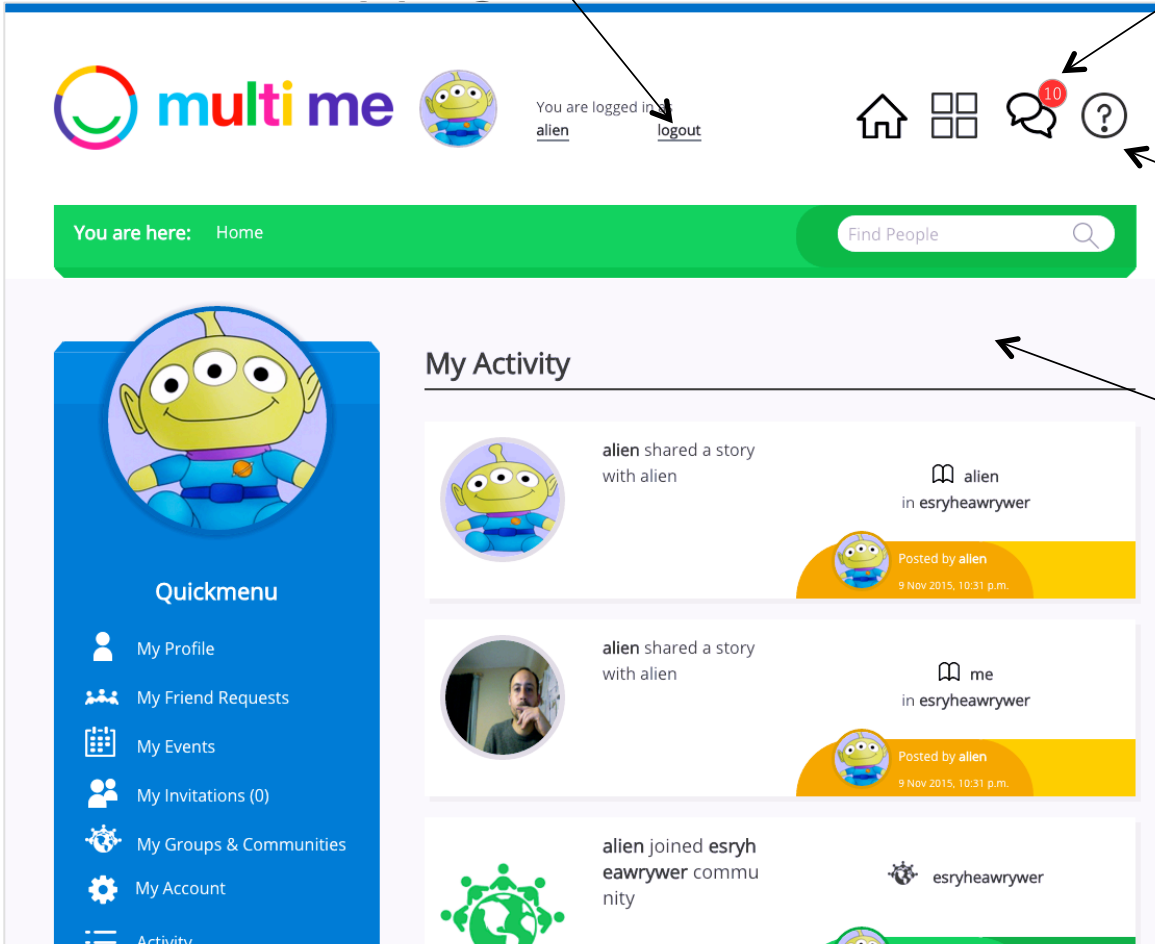 multi me
You are logged in as
alien
logout
10
?
You are here:
Home
Find People
My Activity
alien shared a story
with alien
alien
in esryheawrywer
Posted by alien
9 Nov 2015, 10:31 p.m.
Quickmenu
My Profile
My Friend Requests
My Events
My Invitations (0)
My Groups & Communities
My Account
Activity
alien shared a story
with alien
me
in esryheawrywer
Posted by alien
9 Nov 2015, 10:31 p.m.
alien joined esryh
eawrywer commu
nity
esryheawrywer